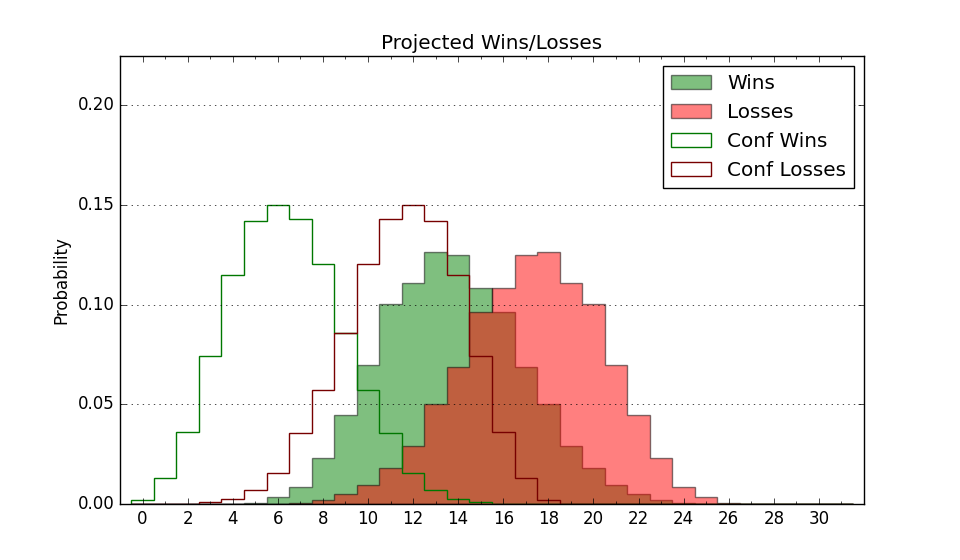 Projected Wins/Losses
Wins
Losses
Conf Wins
Conf Losses
Probability
0.20
0.15
0.10
0.05
0.00
0 2 4 6 8 10 12 14 16 18 20 22 24 26 28 30